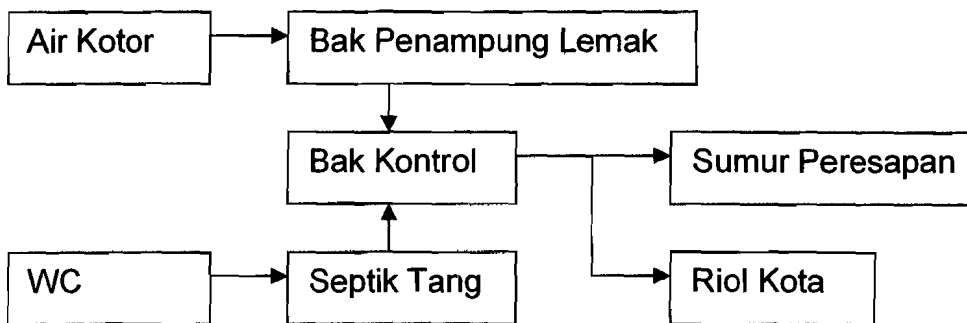 Air Kotor
Bak Penampung Lemak
Bak Kontrol
Sumur Peresapan
WC
Septik Tang
Riol Kota